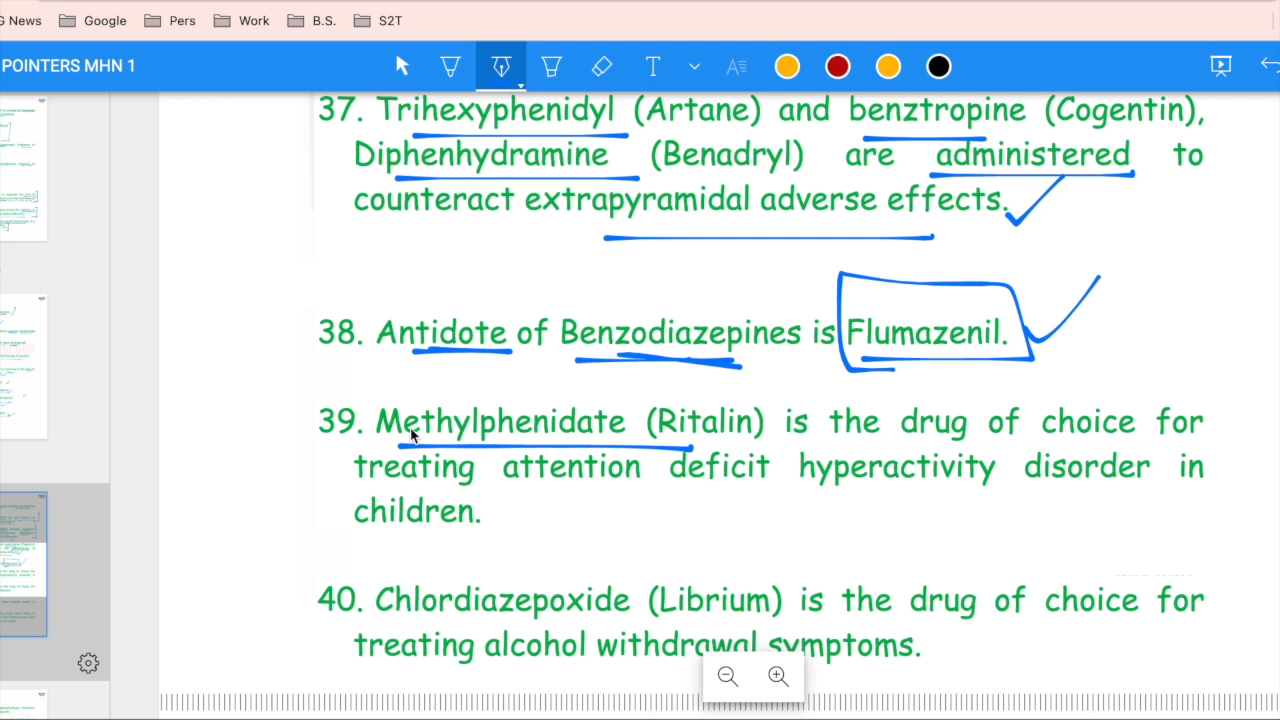 G News Google Pers Work B.S. S2T
POINTERS MHN 1
37. Trihexyphenidyl (Artane) and benztropine (Cogentin),
Diphenhydramine (Benadryl) are administered to
counteract extrapyramidal adverse effects.
38. Antidote of Benzodiazepines is Flumazenil.
39. Methylphenidate (Ritalin) is the drug of choice for
treating attention deficit hyperactivity disorder in
children.
40. Chlordiazepoxide (Librium) is the drug of choice for
treating alcohol withdrawal symptoms.